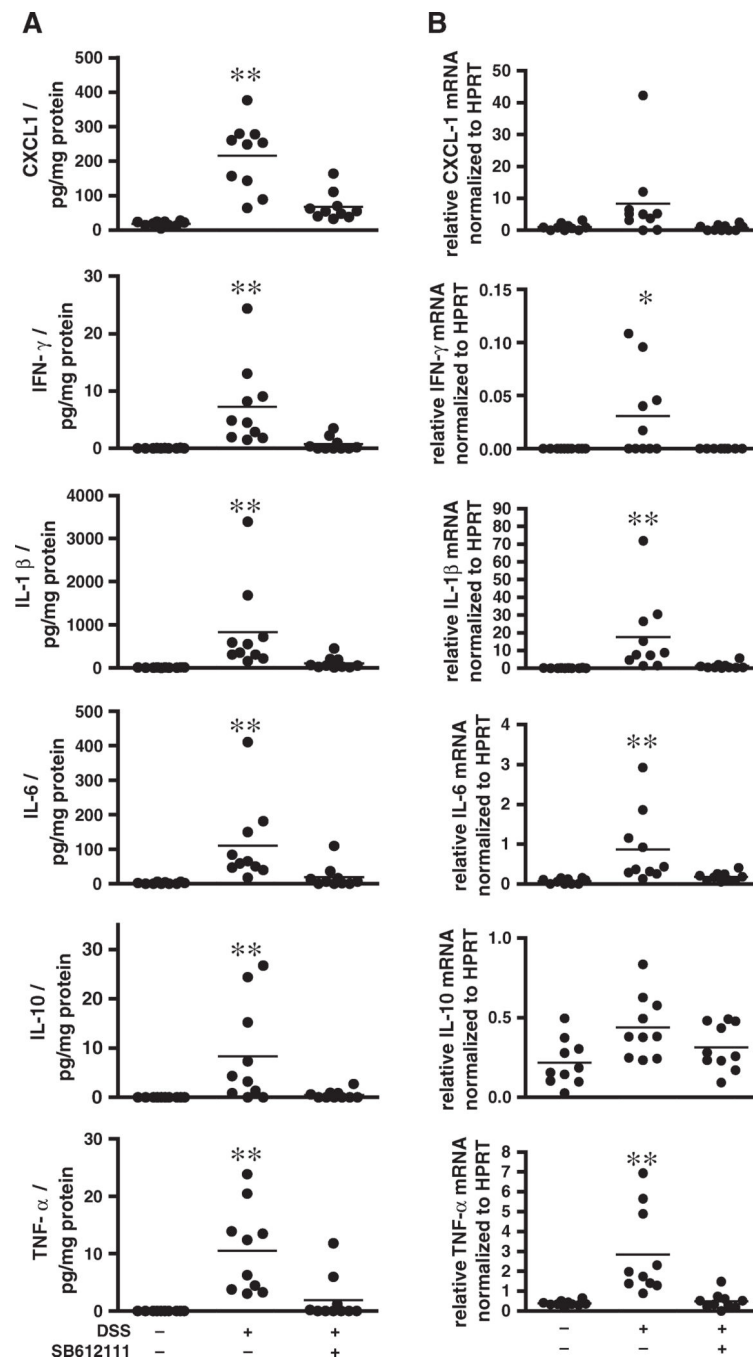 A
B
CXCL1 /
pg/mg protein
500
400
300
200
100
0
**
relative CXCL-1 mRNA
normalized to HPRT
50
40
30
20
10
0
IFN- γ /
pg/mg protein
30
20
10
0
**
relative IFN-γ mRNA
normalized to HPRT
0.15
0.10
0.05
0.00
*
IL-1 β /
pg/mg protein
4000
3000
2000
1000
0
**
relative IL-1β mRNA
normalized to HPRT
90
80
70
60
50
40
30
20
10
0
**
IL-6 /
pg/mg protein
500
400
300
200
100
0
**
relative IL-6 mRNA
normalized to HPRT
4
3
2
1
0
**
IL-10 /
pg/mg protein
30
20
10
0
**
relative IL-10 mRNA
normalized to HPRT
1.0
0.5
0.0
TNF- α /
pg/mg protein
30
20
10
0
**
relative TNF-α mRNA
normalized to HPRT
8
7
6
5
4
3
2
1
0
**
DSS – + + – + +
SB612111 – – + – – +